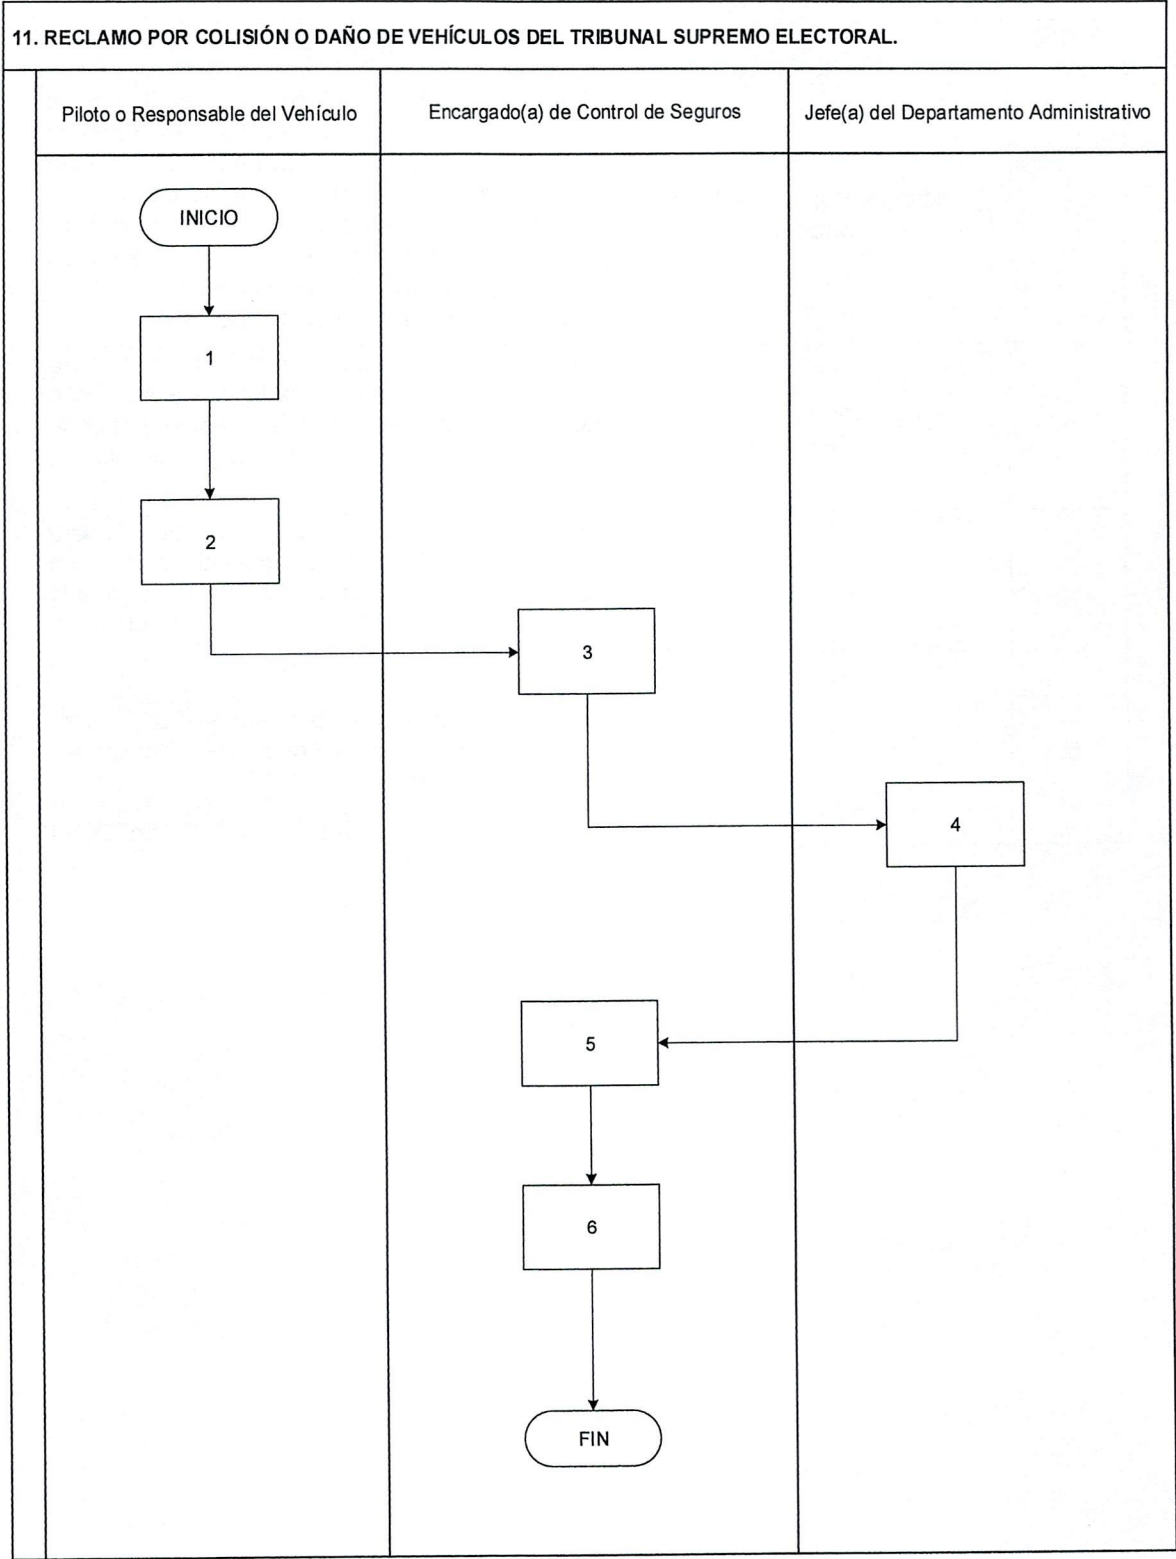 11. RECLAMO POR COLISIÓN O DAÑO DE VEHÍCULOS DEL TRIBUNAL SUPREMO ELECTORAL.
Piloto o Responsable del Vehículo
Encargado(a) de Control de Seguros
Jefe(a) del Departamento Administrativo
INICIO
1
2
3
4
5
6
FIN